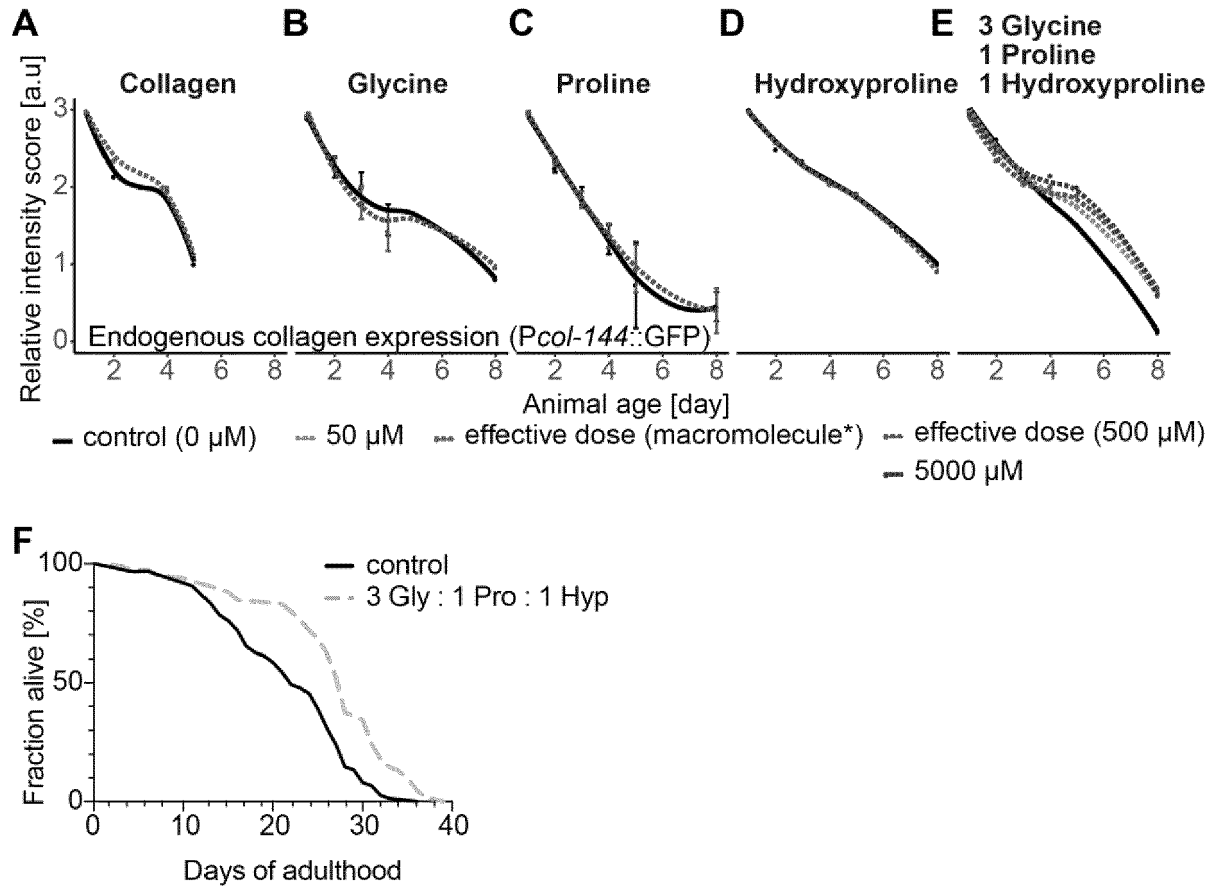 A
B
C
D
E
3 Glycine
1 Proline
1 Hydroxyproline
Collagen
Glycine
Proline
Hydroxyproline
Relative intensity score [a.u]
3
2
1
0
Endogenous collagen expression (Pcol-144::GFP)
2 4 6 8
2 4 6 8
2 4 6 8
2 4 6 8
2 4 6 8
Animal age [day]
control (0 µM)
50 µM
effective dose (macromolecule*)
effective dose (500 µM)
5000 µM
F
control
3 Gly : 1 Pro : 1 Hyp
Fraction alive [%]
100
50
0
0 10 20 30 40
Days of adulthood